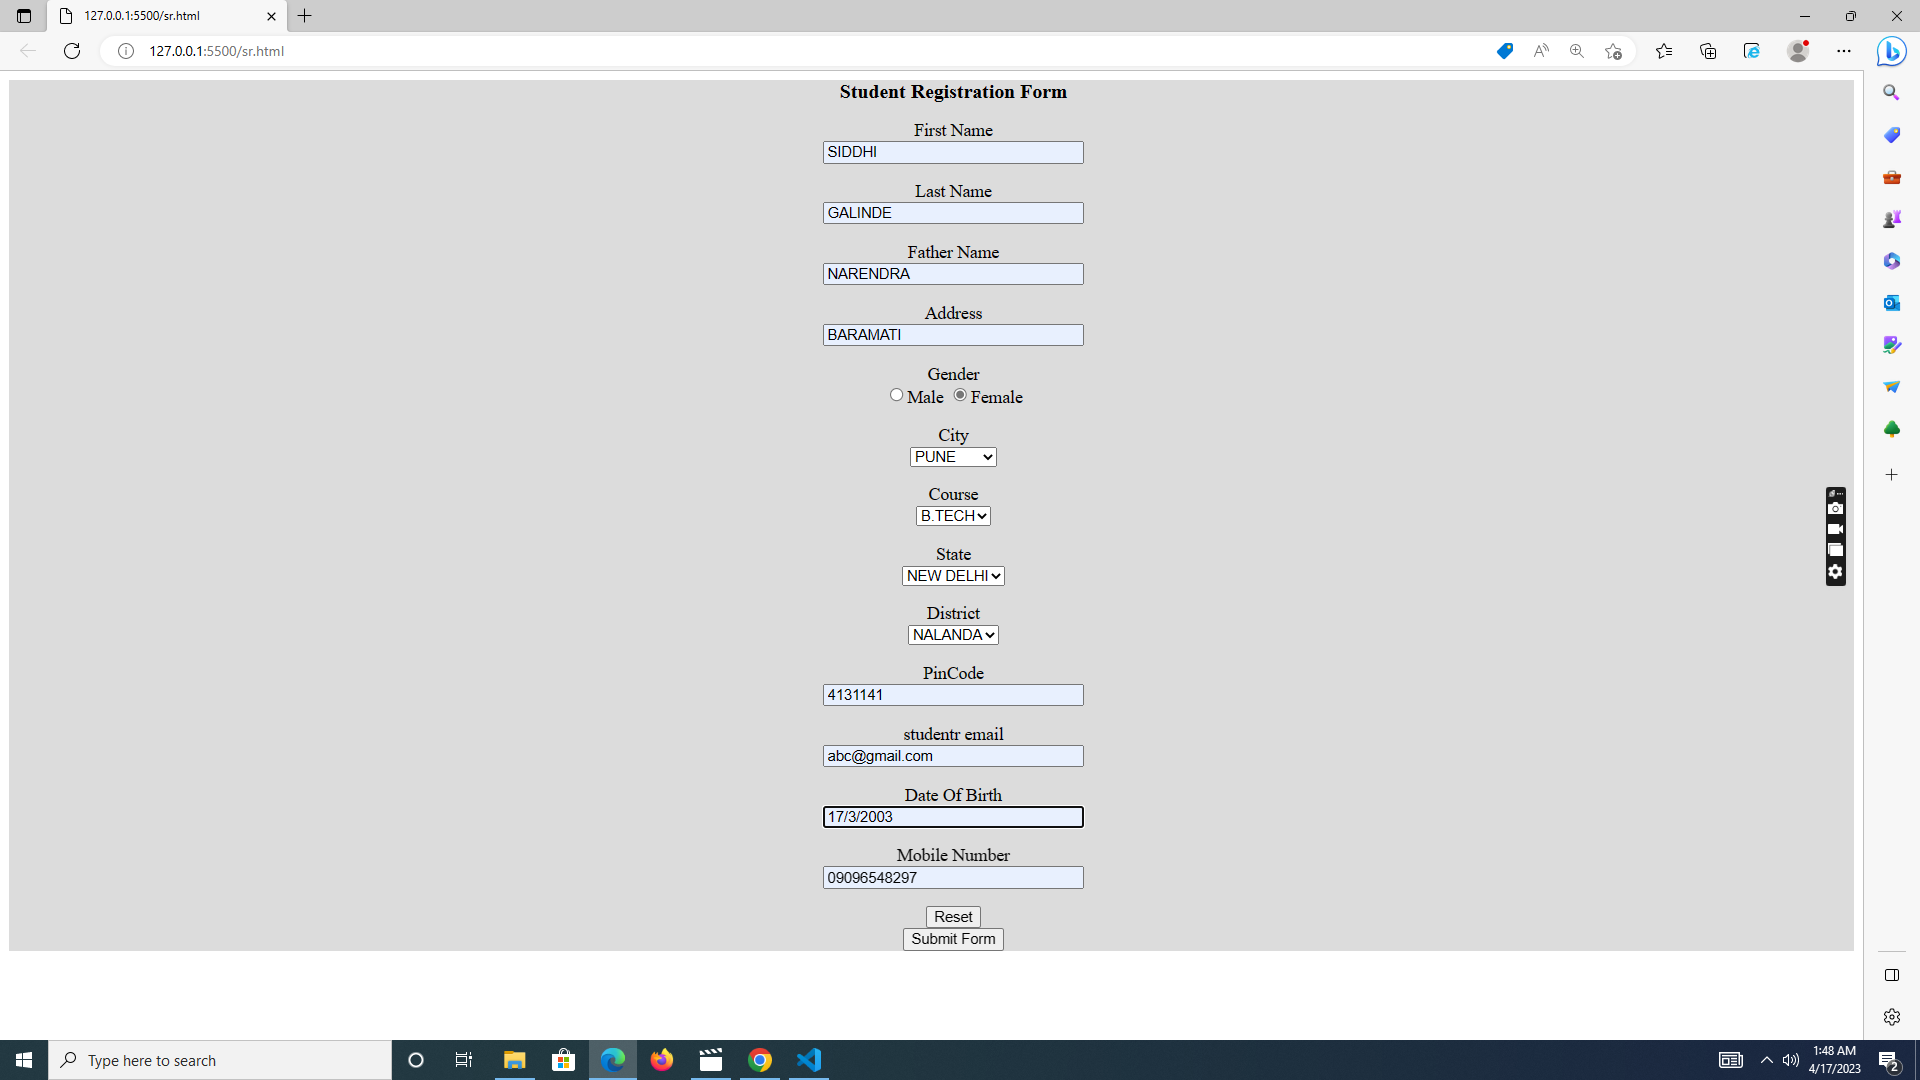 127.0.0.1:5500/sr.html
127.0.0.1:5500/sr.html
Student Registration Form
First Name
SIDDHI
Last Name
GALINDE
Father Name
NARENDRA
Address
BARAMATI
Gender
Male Female
City
PUNE
Course
B.TECH
State
NEW DELHI
District
NALANDA
PinCode
4131141
studentr email
abc@gmail.com
Date Of Birth
17/3/2003
Mobile Number
09096548297
Reset
Submit Form
Type here to search
1:48 AM
4/17/2023
2